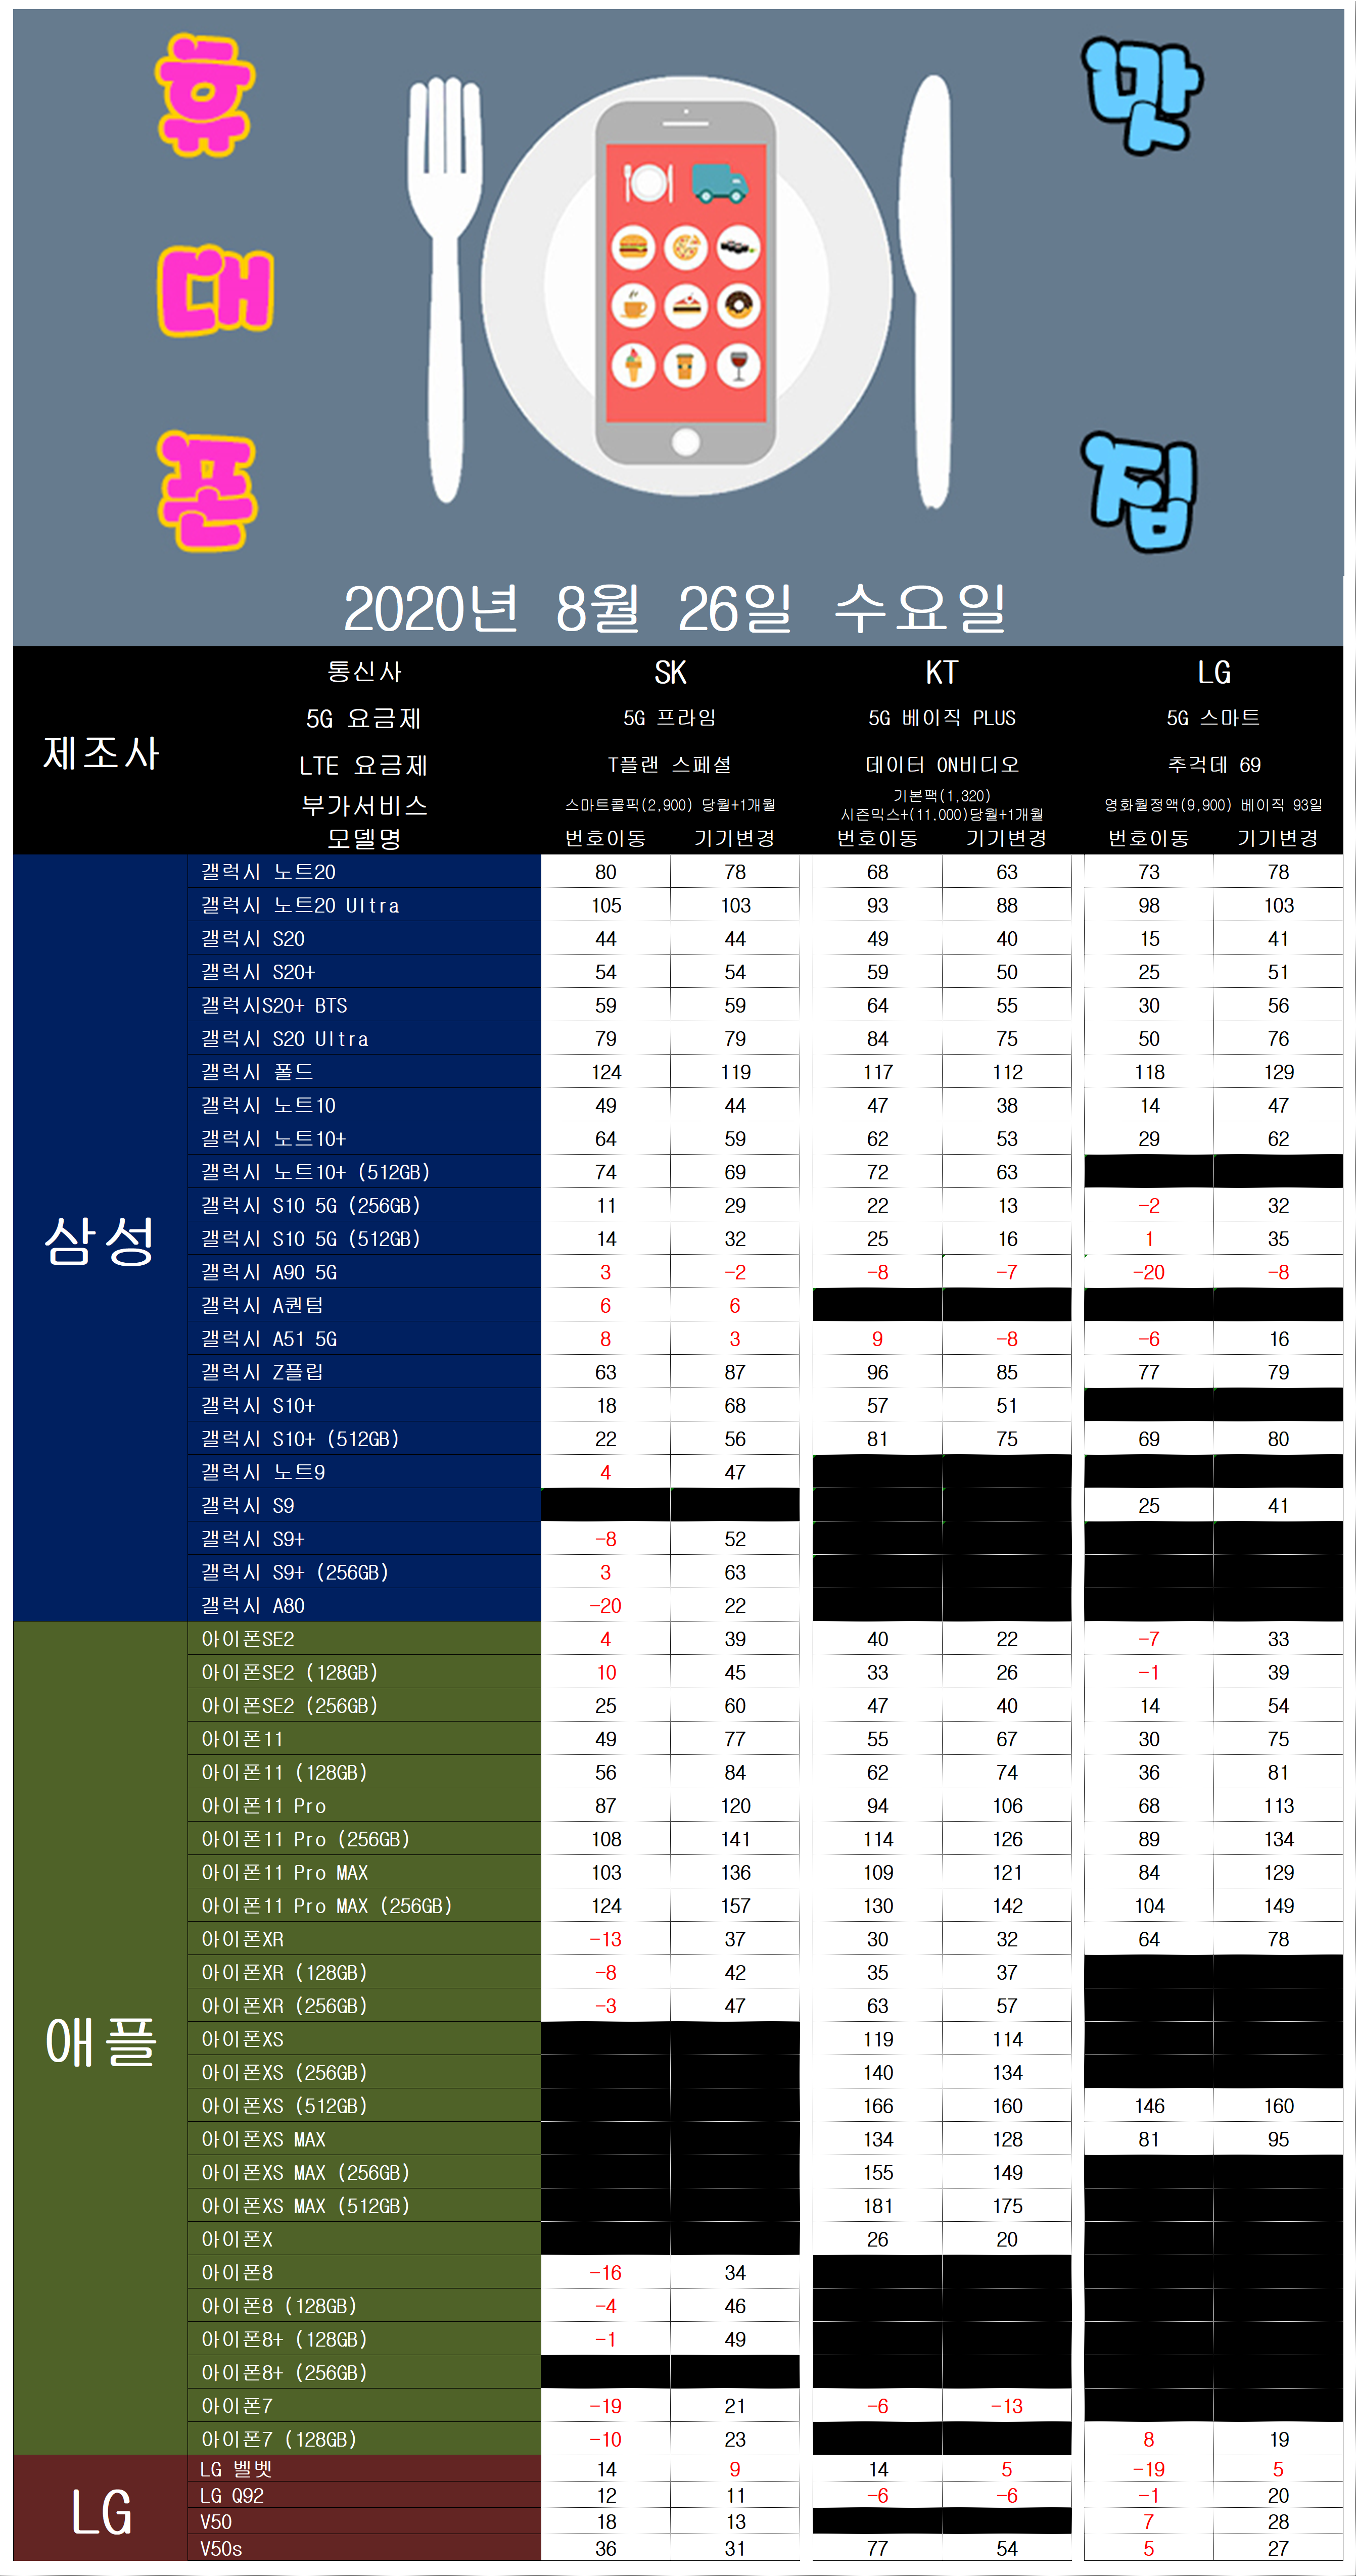 휴
대
폰
맛
집
2020년 8월 26일 수요일
제조사
통신사 SK KT LG
5G 요금제 5G 프라임 5G 베이직 PLUS 5G 스마트
LTE 요금제 T플랜 스페셜 데이터 ON비디오 추걱데 69
부가서비스 스마트콜픽(2,900) 당월+1개월 기본팩(1,320) 시즌믹스+(11.000)당월+1개월 영화월정액(9,900) 베이직 93일
모델명 번호이동 기기변경 번호이동 기기변경 번호이동 기기변경
삼성
갤럭시 노트20 80 78 68 63 73 78
갤럭시 노트20 Ultra 105 103 93 88 98 103
갤럭시 S20 44 44 49 40 15 41
갤럭시 S20+ 54 54 59 50 25 51
갤럭시S20+ BTS 59 59 64 55 30 56
갤럭시 S20 Ultra 79 79 84 75 50 76
갤럭시 폴드 124 119 117 112 118 129
갤럭시 노트10 49 44 47 38 14 47
갤럭시 노트10+ 64 59 62 53 29 62
갤럭시 노트10+ (512GB) 74 69 72 63
갤럭시 S10 5G (256GB) 11 29 22 13 -2 32
갤럭시 S10 5G (512GB) 14 32 25 16 1 35
갤럭시 A90 5G 3 -2 -8 -7 -20 -8
갤럭시 A퀀텀 6 6
갤럭시 A51 5G 8 3 9 -8 -6 16
갤럭시 Z플립 63 87 96 85 77 79
갤럭시 S10+ 18 68 57 51
갤럭시 S10+ (512GB) 22 56 81 75 69 80
갤럭시 노트9 4 47
갤럭시 S9 25 41
갤럭시 S9+ -8 52
갤럭시 S9+ (256GB) 3 63
갤럭시 A80 -20 22
애플
아이폰SE2 4 39 40 22 -7 33
아이폰SE2 (128GB) 10 45 33 26 -1 39
아이폰SE2 (256GB) 25 60 47 40 14 54
아이폰11 49 77 55 67 30 75
아이폰11 (128GB) 56 84 62 74 36 81
아이폰11 Pro 87 120 94 106 68 113
아이폰11 Pro (256GB) 108 141 114 126 89 134
아이폰11 Pro MAX 103 136 109 121 84 129
아이폰11 Pro MAX (256GB) 124 157 130 142 104 149
아이폰XR -13 37 30 32 64 78
아이폰XR (128GB) -8 42 35 37
아이폰XR (256GB) -3 47 63 57
아이폰XS 119 114
아이폰XS (256GB) 140 134
아이폰XS (512GB) 166 160 146 160
아이폰XS MAX 134 128 81 95
아이폰XS MAX (256GB) 155 149
아이폰XS MAX (512GB) 181 175
아이폰X 26 20
아이폰8 -16 34
아이폰8 (128GB) -4 46
아이폰8+ (128GB) -1 49
아이폰8+ (256GB)
아이폰7 -19 21 -6 -13
아이폰7 (128GB) -10 23 8 19
LG
LG 벨벳 14 9 14 5 -19 5
LG Q92 12 11 -6 -6 -1 20
V50 18 13 7 28
V50s 36 31 77 54 5 27